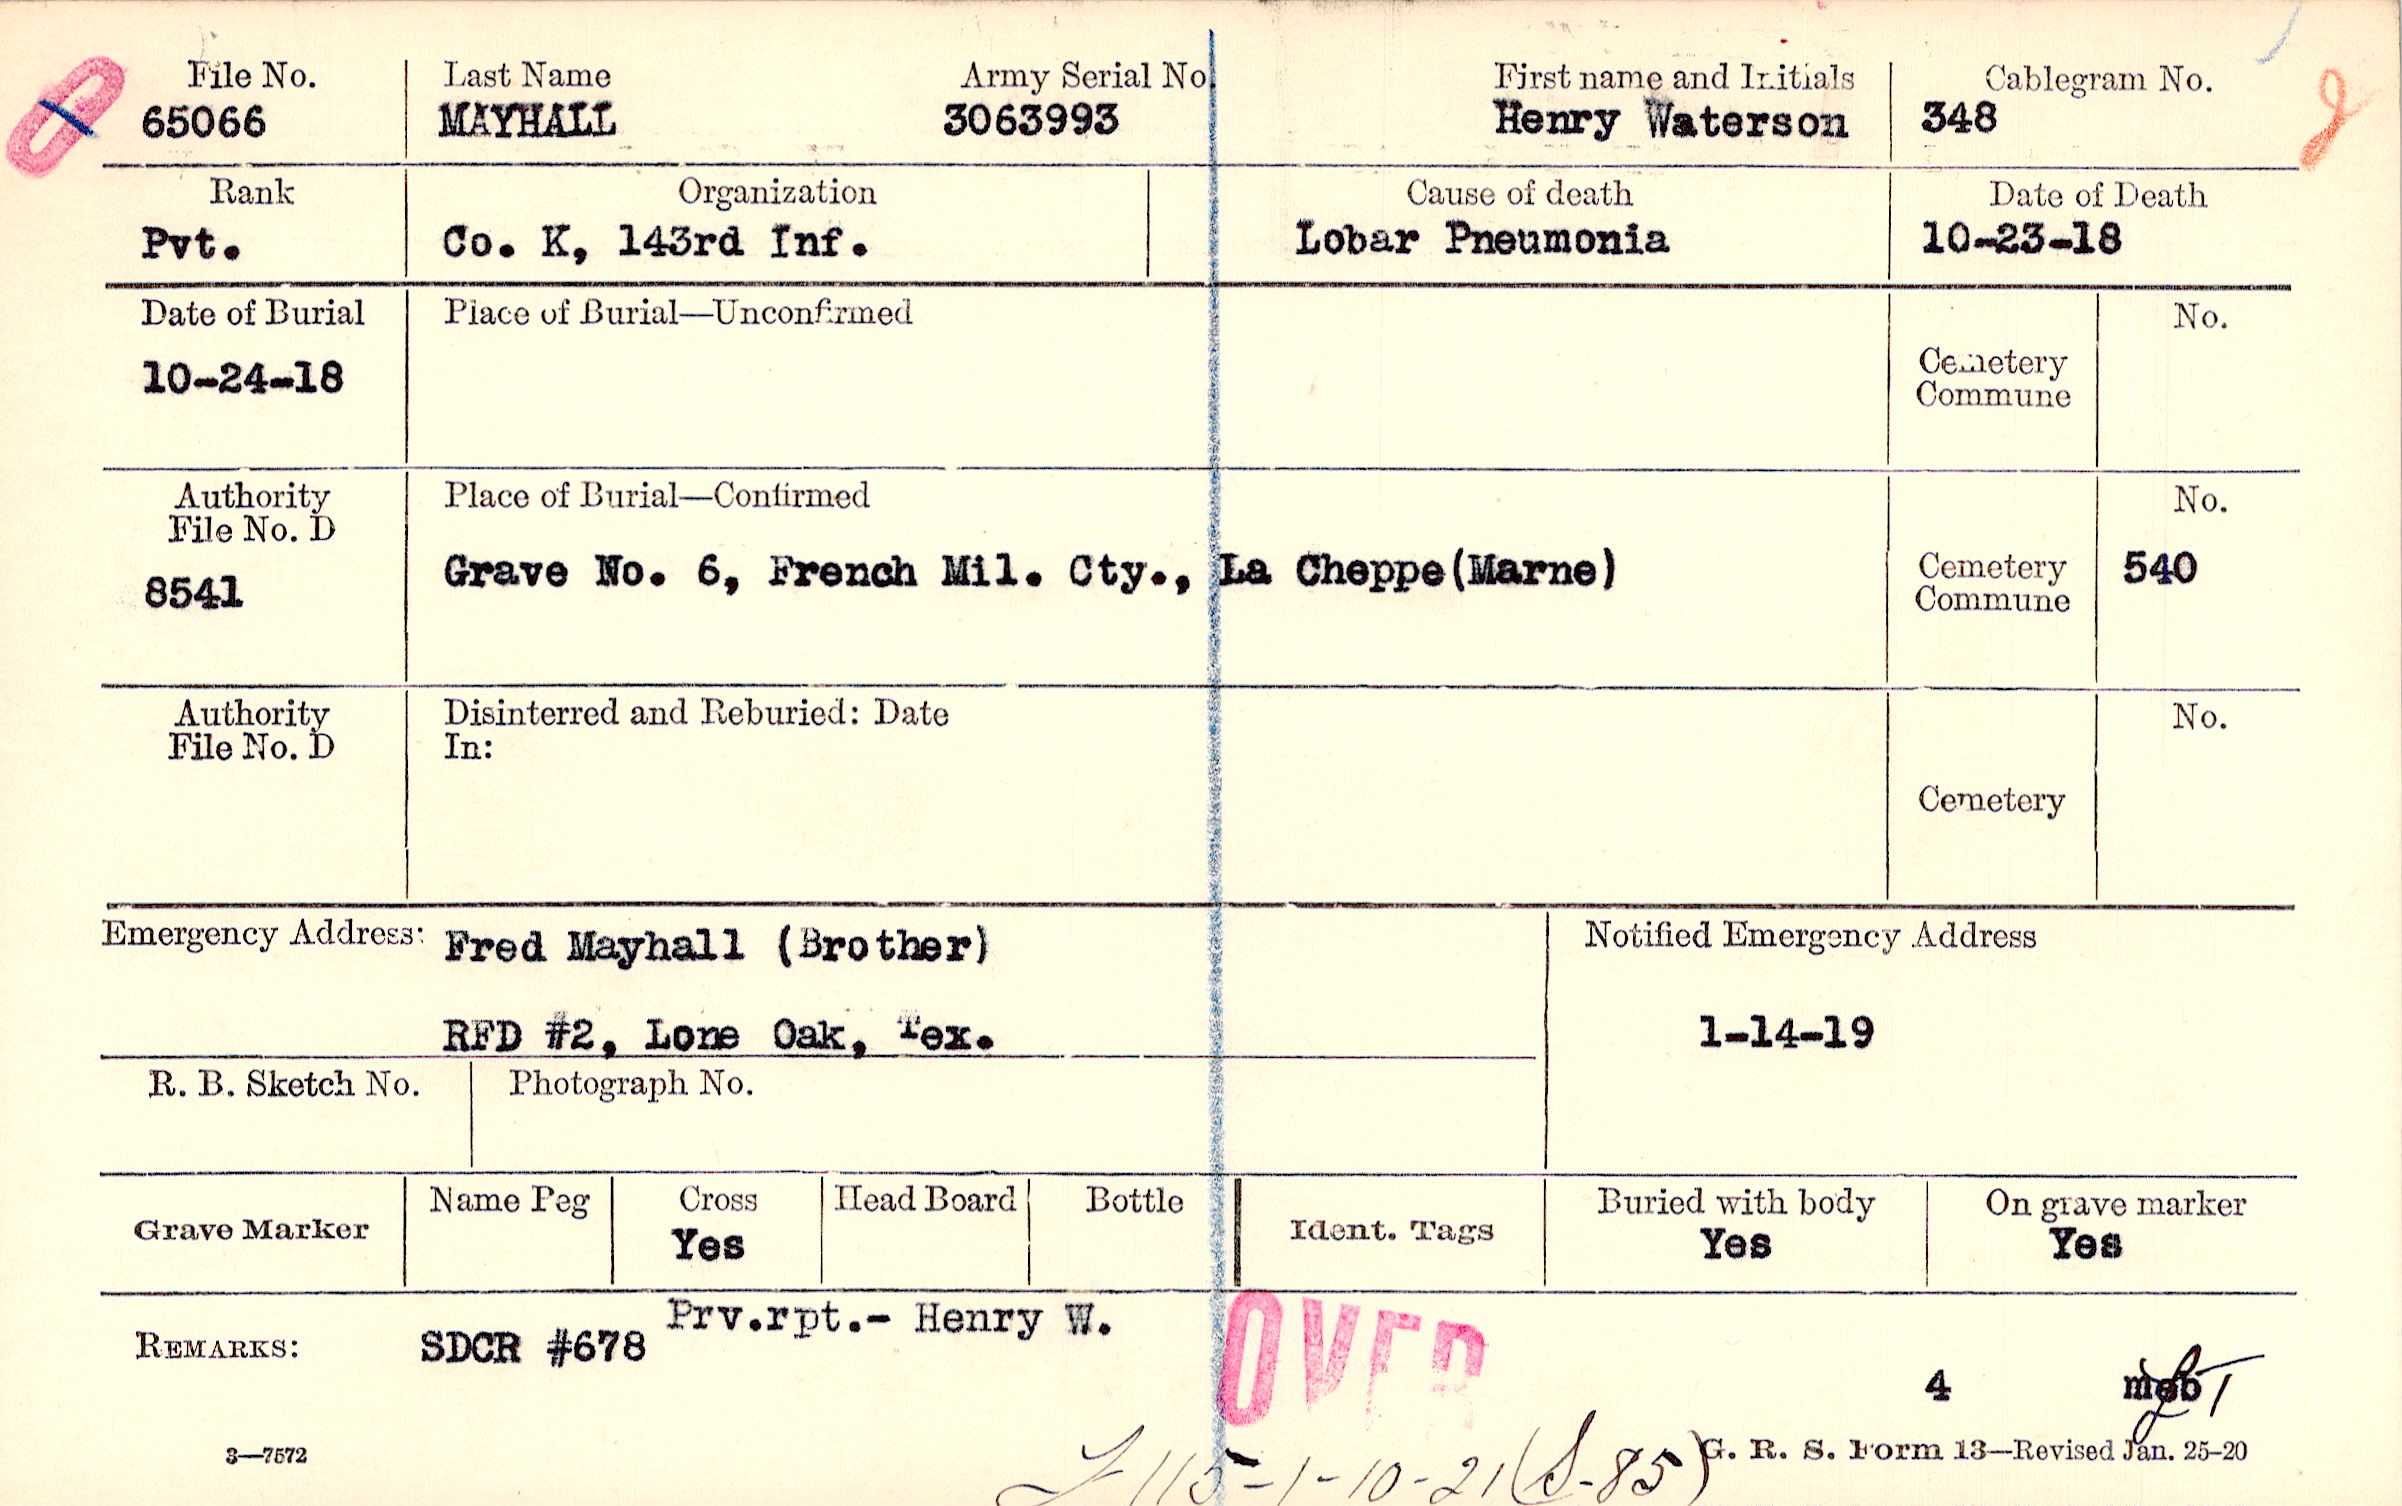 File No. Last Name Army Serial No. First name and Initials Cablegram No.
65066 MAYHALL 3063993 Henry Waterson 348
Rank Organization Cause of death Date of Death
Pvt. Co. K, 143rd Inf. Lobar Pneumonia 10-23-18
Date of Burial Place of Burial—Unconfirmed No.
10-24-18
Cemetery
Commune
Authority Place of Burial—Confirmed No.
File No. D
8541 Grave No. 6, French Mil. Cty., La Cheppe(Marne) Cemetery 540
Commune
Authority Disinterred and Reburied: Date No.
File No. D In:
Cemetery
Emergency Address: Fred Mayhall (Brother) Notified Emergency Address
RFD #2, Lone Oak, Tex. 1-14-19
R. B. Sketch No. Photograph No.
Grave Marker Name Peg Cross Head Board Bottle Ident. Tags Buried with body On grave marker
Yes Yes Yes
Prv.rpt.- Henry W.
REMARKS: SDCR #678 OVER
4 mgb
3—7572 G. R. S. Form 13—Revised Jan. 25-20
115-1-10-21(S-85)